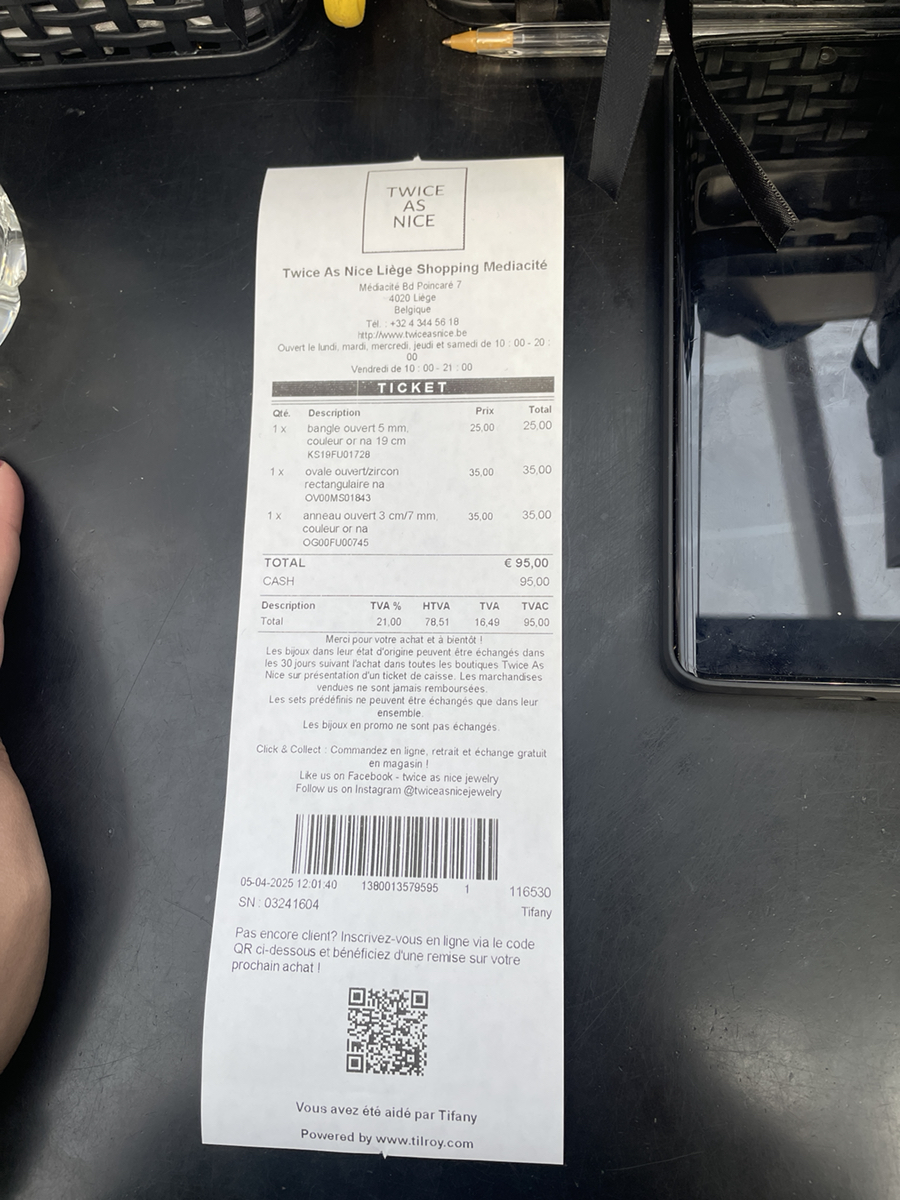 TWICE
AS
NICE
Twice As Nice Liège Shopping Mediacité
Médiacité Bd Poincaré 7
4020 Liège
Belgique
Tél. : +32 4 344 56 18
http://www.twiceasnice.be
Ouvert le lundi, mardi, mercredi, jeudi et samedi de 10 : 00 - 20 :
00
Vendredi de 10 : 00 - 21 : 00
TICKET
Qté. Description Prix Total
1 x bangle ouvert 5 mm, 25,00 25,00
couleur or na 19 cm
KS19FU01728
1 x ovale ouvert/zircon 35,00 35,00
rectangulaire na
OV00MS01843
1 x anneau ouvert 3 cm/7 mm, 35,00 35,00
couleur or na
OG00FU00745
TOTAL € 95,00
CASH 95,00
Description TVA % HTVA TVA TVAC
Total 21,00 78,51 16,49 95,00
Merci pour votre achat et à bientôt !
Les bijoux dans leur état d'origine peuvent être échangés dans
les 30 jours suivant l'achat dans toutes les boutiques Twice As
Nice sur présentation d'un ticket de caisse. Les marchandises
vendues ne sont jamais remboursées.
Les sets prédéfinis ne peuvent être échangés que dans leur
ensemble.
Les bijoux en promo ne sont pas échangés.
Click & Collect : Commandez en ligne, retrait et échange gratuit
en magasin !
Like us on Facebook - twice as nice jewelry
Follow us on Instagram @twiceasnicejewelry
05-04-2025 12:01:40 1380013579595 1 116530
SN : 03241604 Tifany
Pas encore client? Inscrivez-vous en ligne via le code
QR ci-dessous et bénéficiez d'une remise sur votre
prochain achat !
Vous avez été aidé par Tifany
Powered by www.tilroy.com